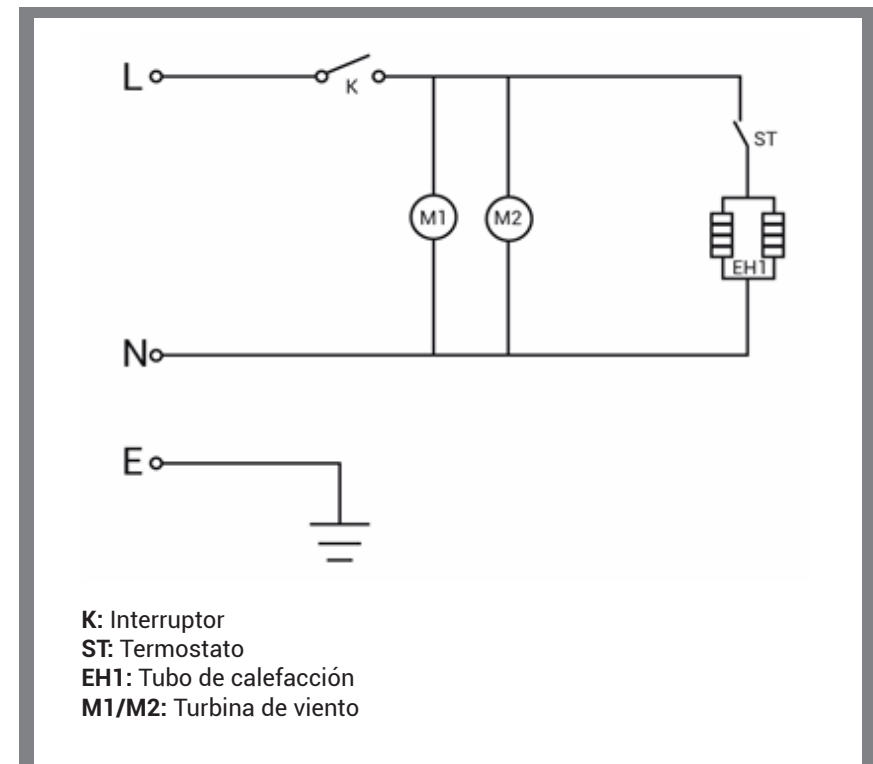 L
K
ST
M1
M2
EH1
N
E
K: Interruptor
ST: Termostato
EH1: Tubo de calefacción
M1/M2: Turbina de viento